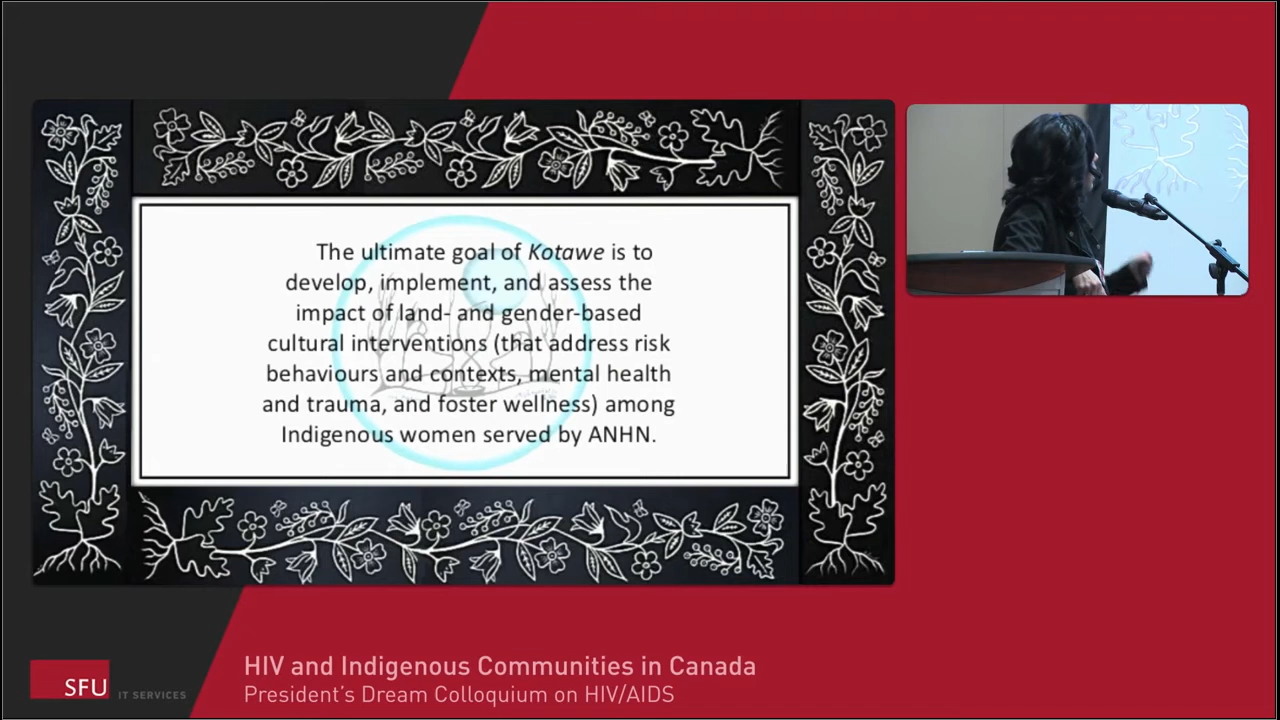 The ultimate goal of Kotawe is to
develop, implement, and assess the
impact of land- and gender-based
cultural interventions (that address risk
behaviours and contexts, mental health
and trauma, and foster wellness) among
Indigenous women served by ANHN.
HIV and Indigenous Communities in Canada
President's Dream Colloquium on HIV/AIDS
SFU IT SERVICES